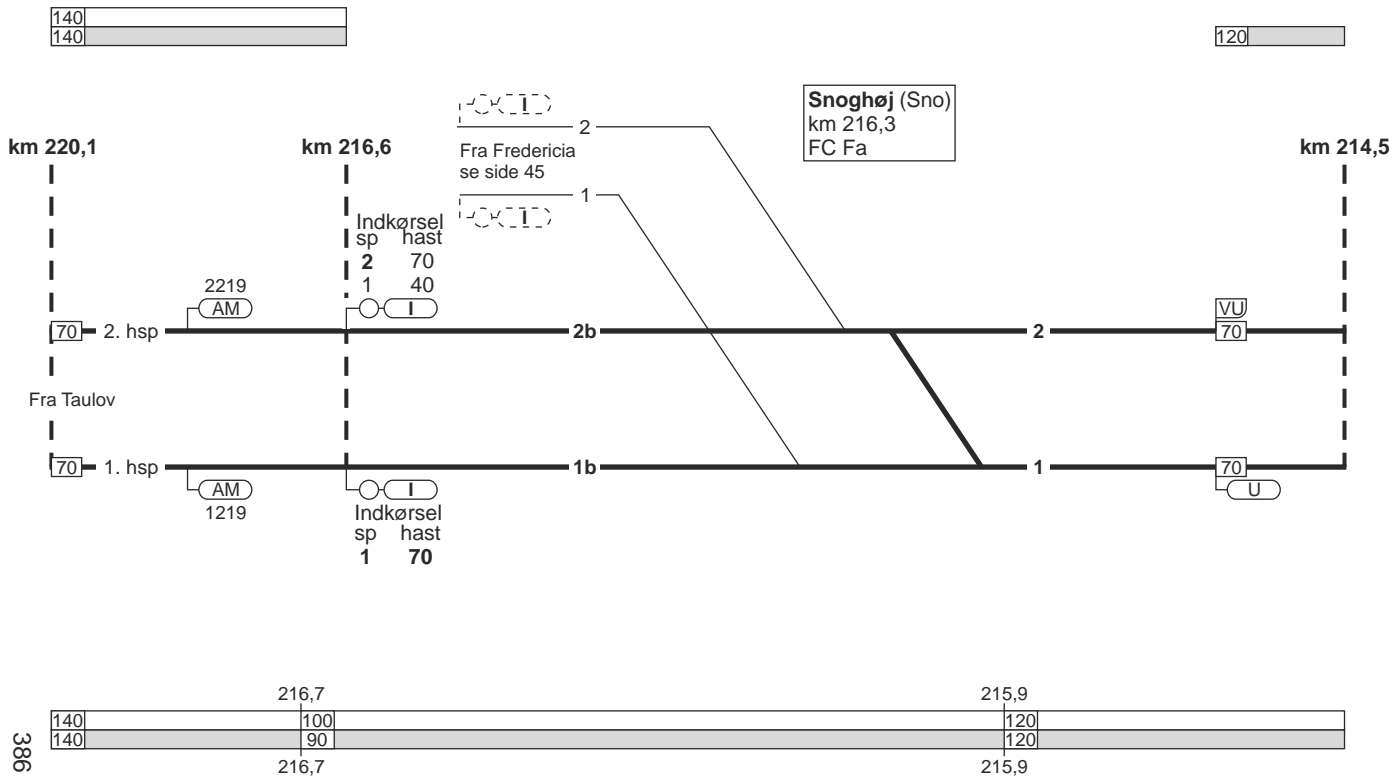 140
140
120
I
Snoghøj (Sno)
km 216,3
FC Fa
2
km 220,1
km 216,6
km 214,5
Fra Fredericia
se side 45
1
I
Indkørsel
sp hast
2 70
1 40
2219
AM
I
VU
70
2. hsp
2b
2
70
Fra Taulov
70
1. hsp
1b
1
70
AM
I
U
1219
Indkørsel
sp hast
1 70
216,7
215,9
140
100
120
140
90
120
216,7
215,9
386